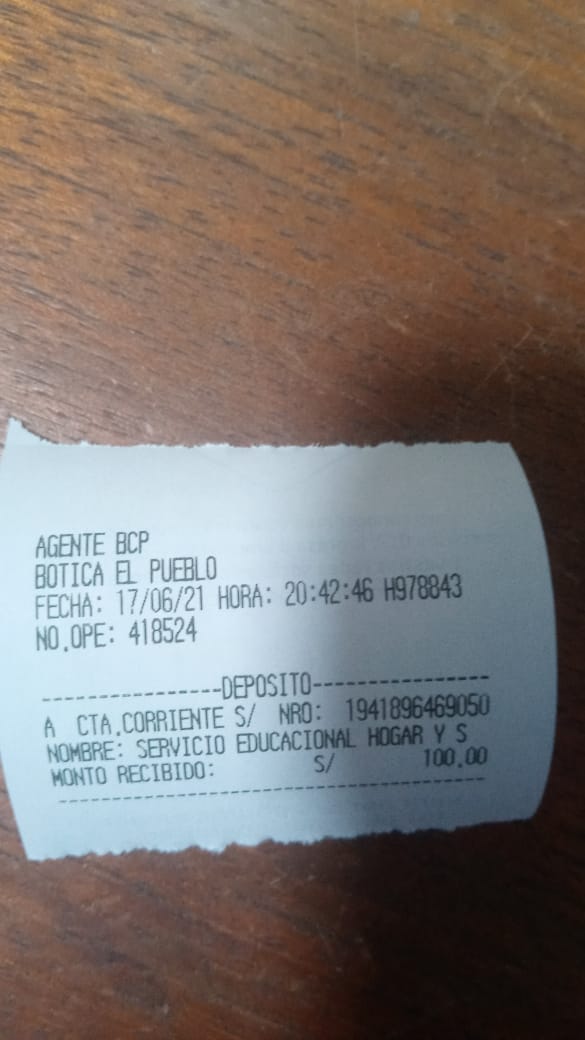 AGENTE BCP
BOTICA EL PUEBLO
FECHA: 17/06/21 HORA: 20:42:46 H978843
NO.OPE: 418524
----------------DEPOSITO----------------
A CTA.CORRIENTE S/ NRO: 1941896469050
NOMBRE: SERVICIO EDUCACIONAL HOGAR Y S
MONTO RECIBIDO: S/ 100.00
----------------------------------------